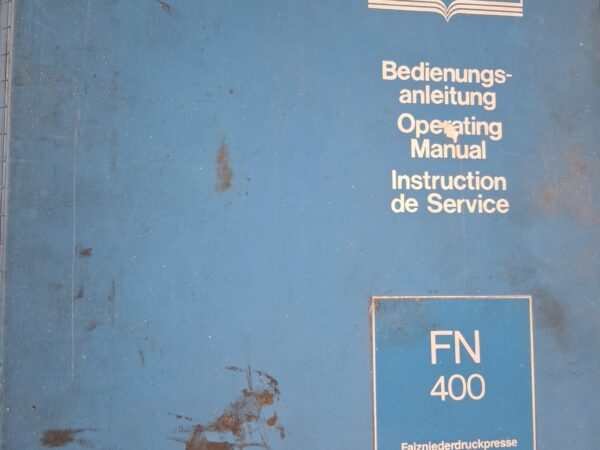 Bedienungs-
anleitung
Operating
Manual
Instruction
de Service
FN
400
Falzniederdruckpresse